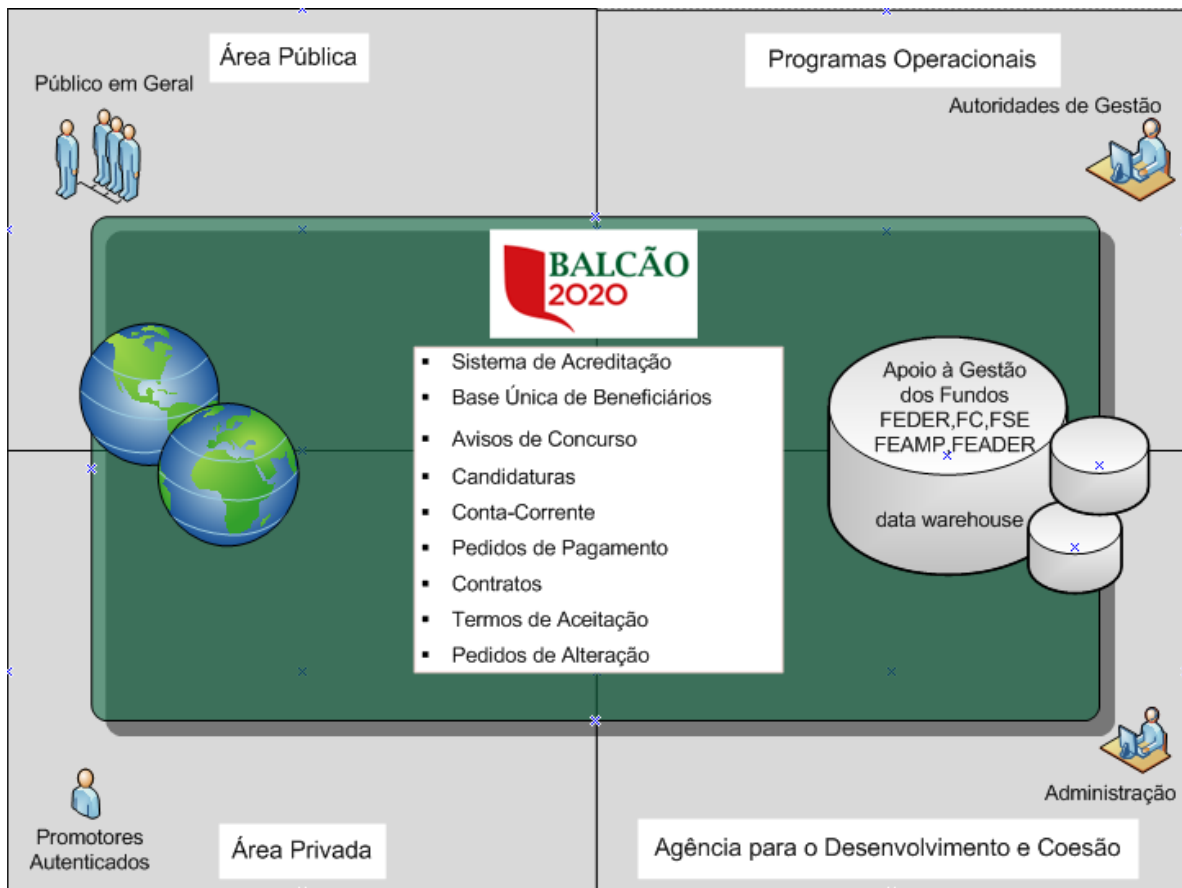 Área Pública
Programas Operacionais
Público em Geral
Autoridades de Gestão
BALCÃO
2020
▪ Sistema de Acreditação
▪ Base Única de Beneficiários
▪ Avisos de Concurso
▪ Candidaturas
▪ Conta-Corrente
▪ Pedidos de Pagamento
▪ Contratos
▪ Termos de Aceitação
▪ Pedidos de Alteração
Apoio à Gestão
dos Fundos
FEDER,FC,FSE
FEAMP,FEADER
data warehouse
Promotores
Autenticados
Área Privada
Administração
Agência para o Desenvolvimento e Coesão